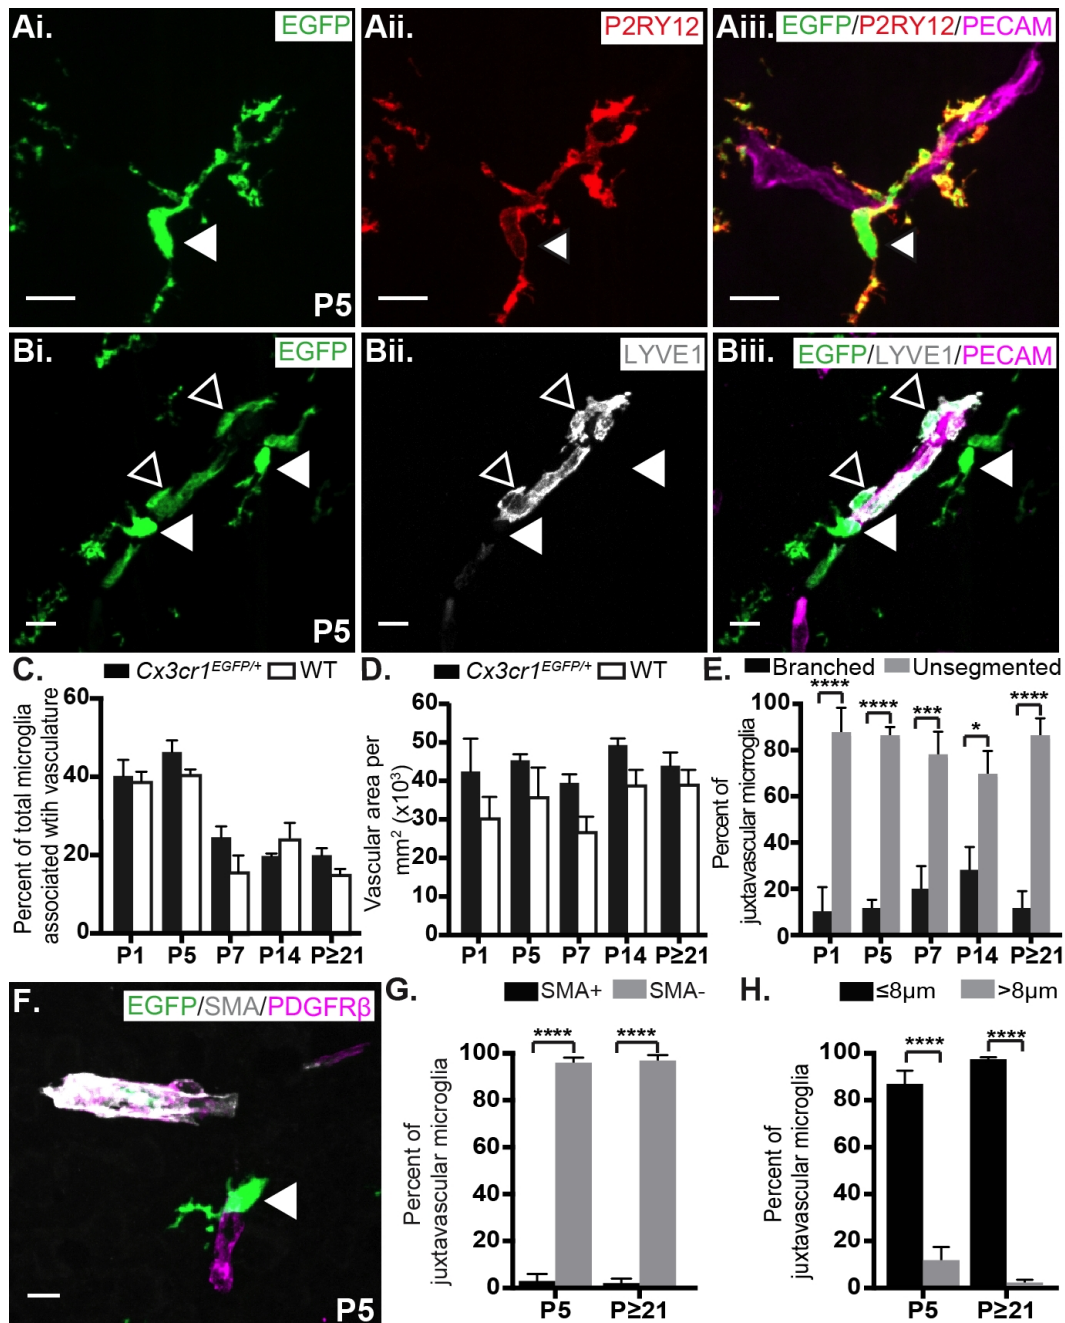 Ai. EGFP
P5
Aii. P2RY12
Aiii. EGFP/P2RY12/PECAM
Bi. EGFP
P5
Bii. LYVE1
Biii. EGFP/LYVE1/PECAM
C. Cx3cr1EGFP/+ WT
Percent of total microglia
associated wtih vasculature
60
40
20
0
P1 P5 P7 P14 P≥21
D. Cx3cr1EGFP/+ WT
Vascular area per
mm² (x10³)
60
50
40
30
20
10
0
P1 P5 P7 P14 P≥21
E. Branched Unsegmented
Percent of
juxtavascular microrglia
100
80
60
40
20
0
**** **** *** * ****
P1 P5 P7 P14 P≥21
F. EGFP/SMA/PDGFRβ
P5
G. SMA+ SMA-
Percent of
juxtavascular microglia
100
80
60
40
20
0
**** ****
P5 P≥21
H. ≤8µm >8µm
Percent of
juxtavascular microglia
100
80
60
40
20
0
**** ****
P5 P≥21